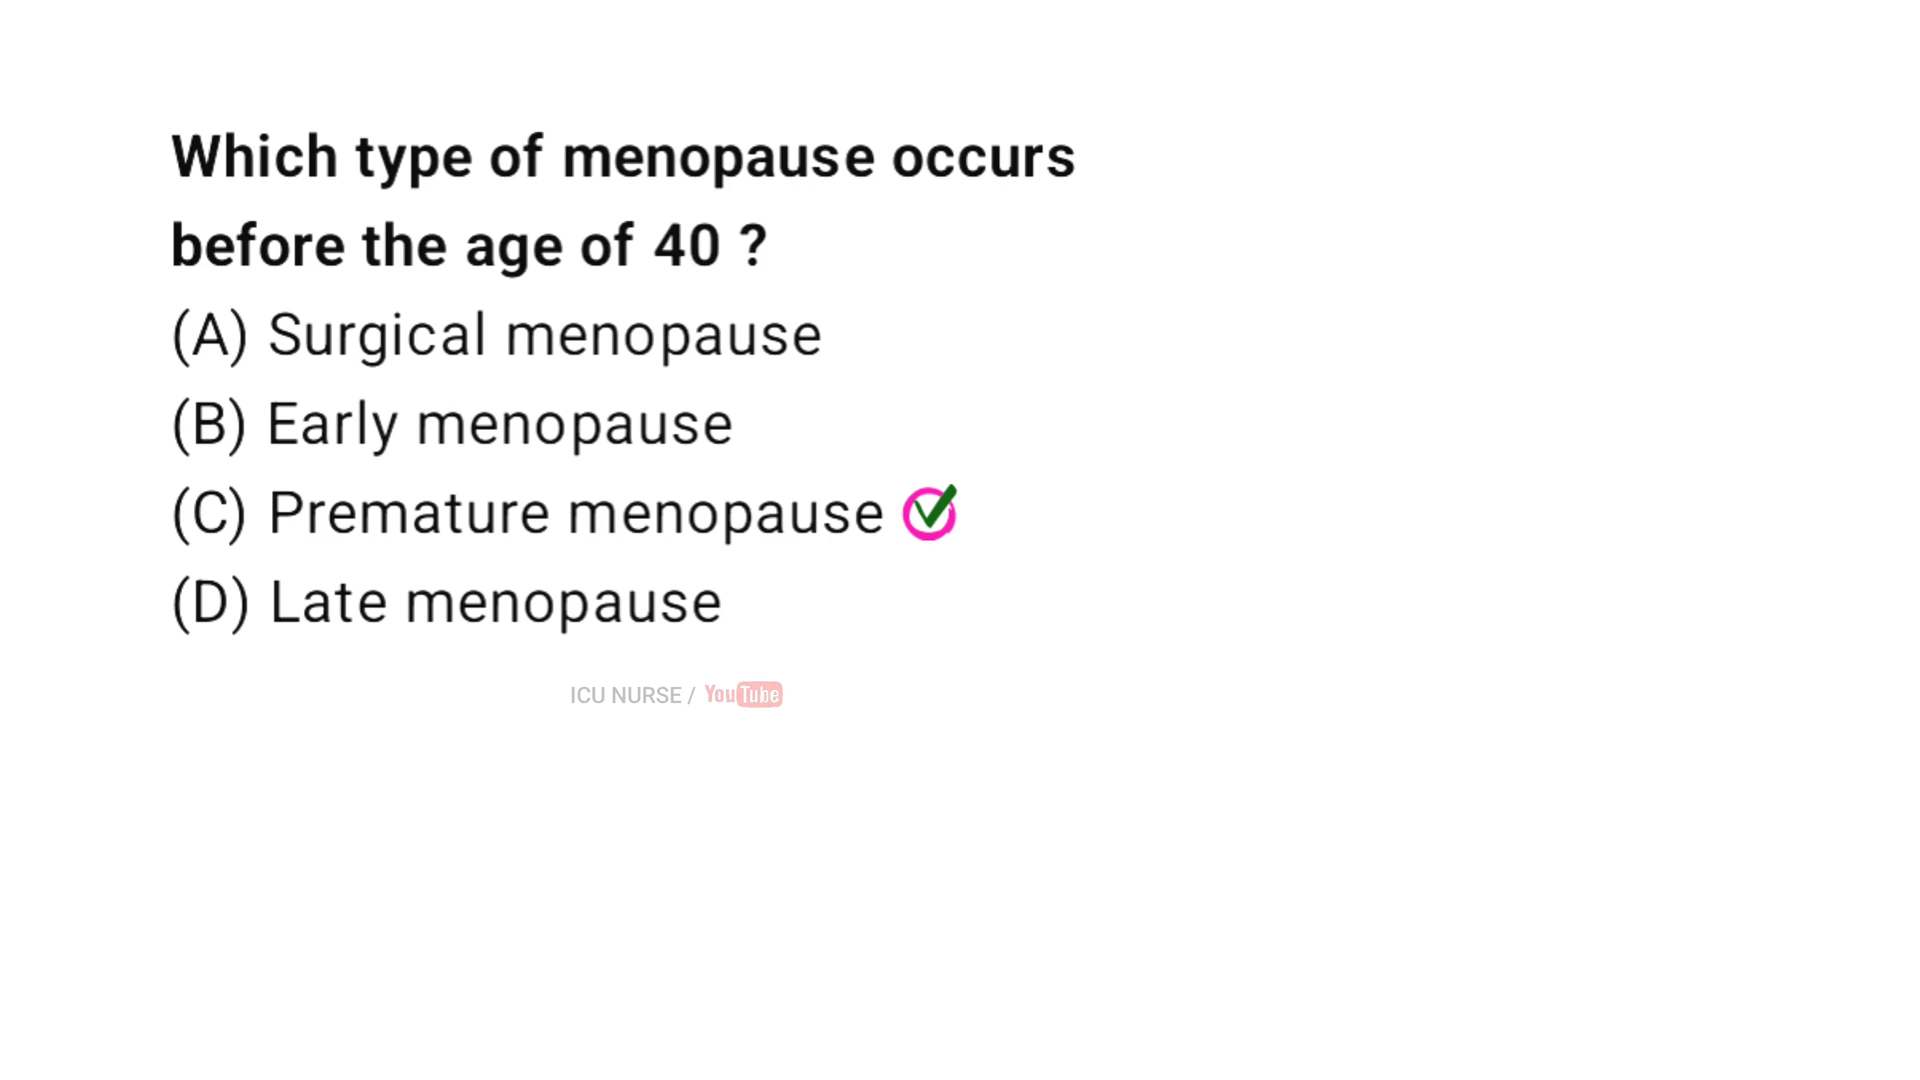 Which type of menopause occurs
before the age of 40 ?
(A) Surgical menopause
(B) Early menopause
(C) Premature menopause
(D) Late menopause
ICU NURSE / YouTube